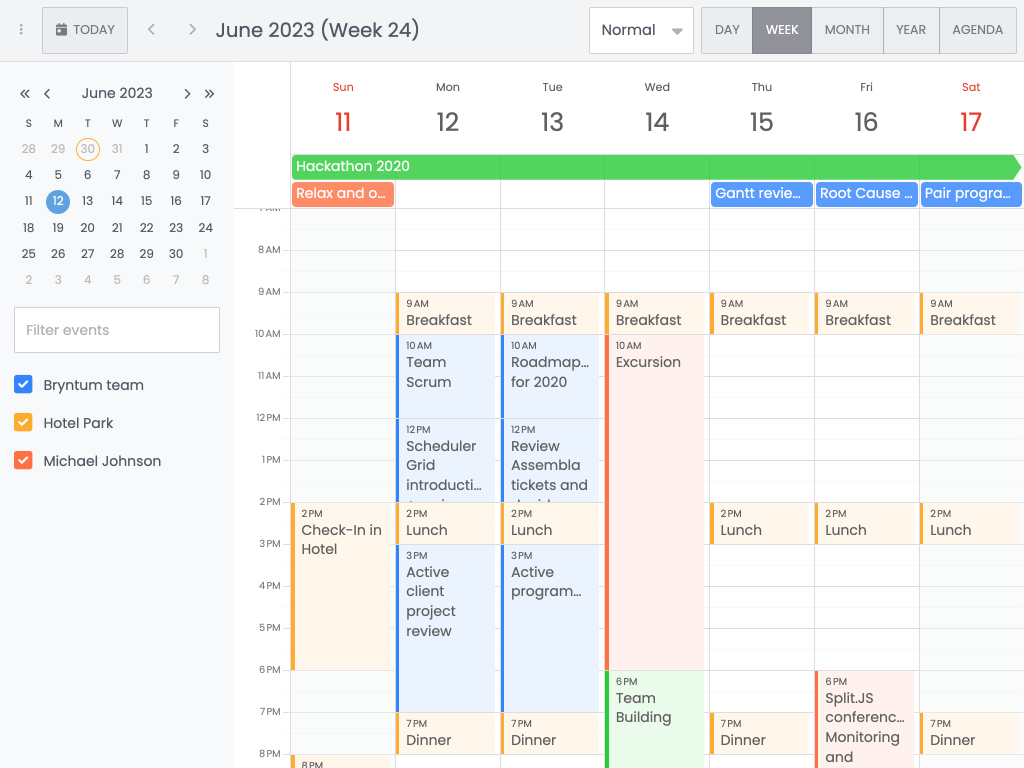 TODAY
June 2023 (Week 24)
Normal
DAY
WEEK
MONTH
YEAR
AGENDA
June 2023
S M T W T F S
28 29 30 31 1 2 3
4 5 6 7 8 9 10
11 12 13 14 15 16 17
18 19 20 21 22 23 24
25 26 27 28 29 30 1
2 3 4 5 6 7 8
Filter events
Bryntum team
Hotel Park
Michael Johnson
Sun Mon Tue Wed Thu Fri Sat
11 12 13 14 15 16 17
Hackathon 2020
Relax and o...
Gantt revie...
Root Cause ...
Pair progra...
8 AM
9 AM
10 AM
11 AM
12 PM
1 PM
2 PM
3 PM
4 PM
5 PM
6 PM
7 PM
8 PM
2 PM
Check-In in
Hotel
8 PM
9 AM
Breakfast
10 AM
Team
Scrum
12 PM
Scheduler
Grid
introducti...
2 PM
Lunch
3 PM
Active
client
project
review
7 PM
Dinner
9 AM
Breakfast
10 AM
Roadmap...
for 2020
12 PM
Review
Assembla
tickets and
2 PM
Lunch
3 PM
Active
program...
7 PM
Dinner
9 AM
Breakfast
10 AM
Excursion
6 PM
Team
Building
9 AM
Breakfast
2 PM
Lunch
7 PM
Dinner
9 AM
Breakfast
2 PM
Lunch
6 PM
Split.JS
conferenc...
Monitoring
and
9 AM
Breakfast
2 PM
Lunch
7 PM
Dinner